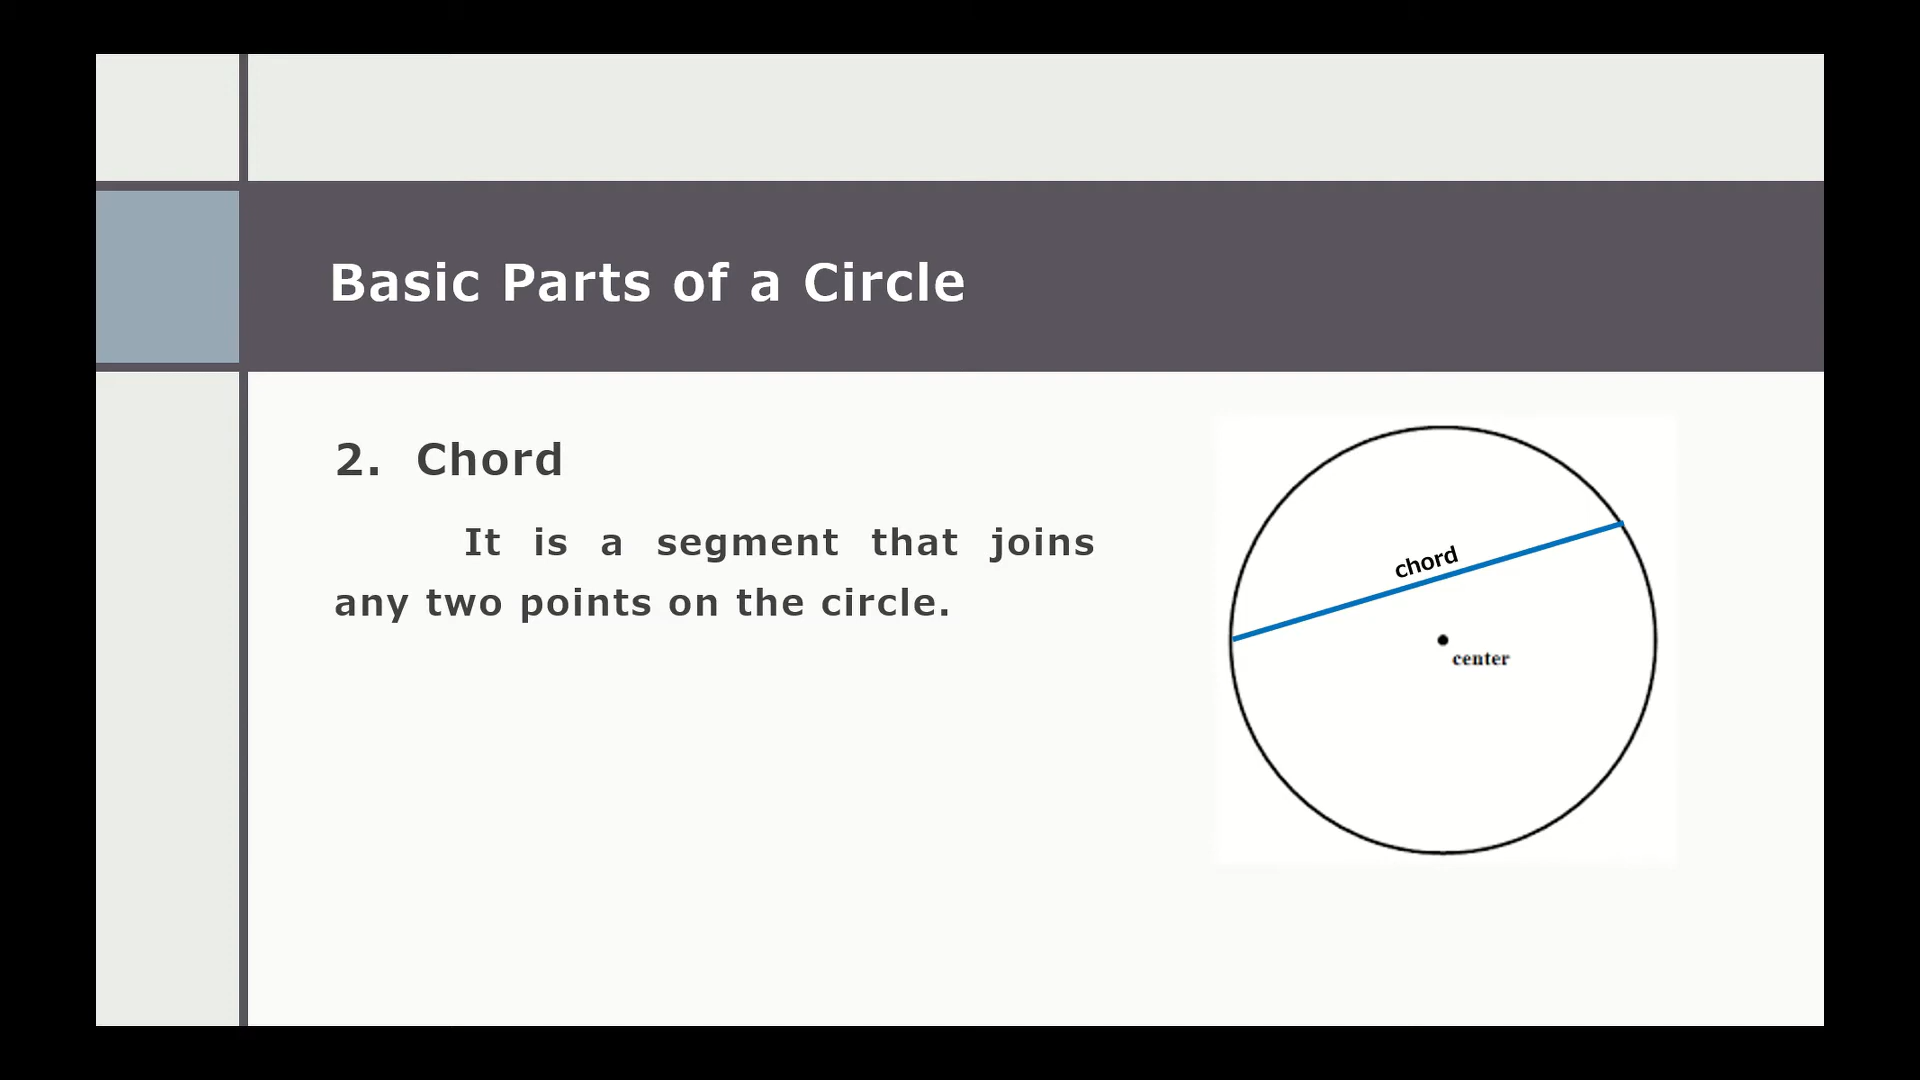 Basic Parts of a Circle
2. Chord
It is a segment that joins
any two points on the circle.
chord
center